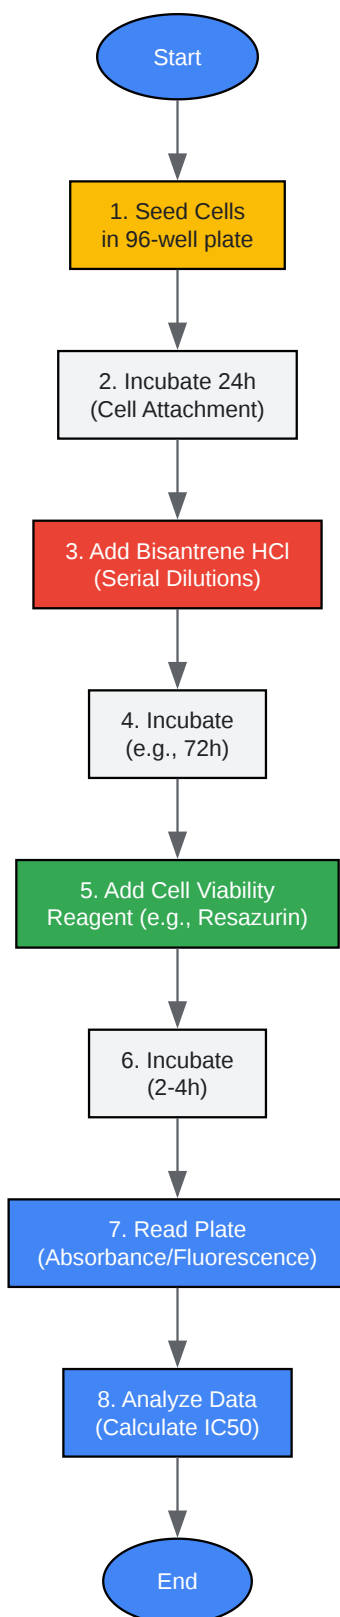 Start
1. Seed Cells
in 96-well plate
2. Incubate 24h
(Cell Attachment)
3. Add Bisantrene HCl
(Serial Dilutions)
4. Incubate
(e.g., 72h)
5. Add Cell Viability
Reagent (e.g., Resazurin)
6. Incubate
(2-4h)
7. Read Plate
(Absorbance/Fluorescence)
8. Analyze Data
(Calculate IC50)
End